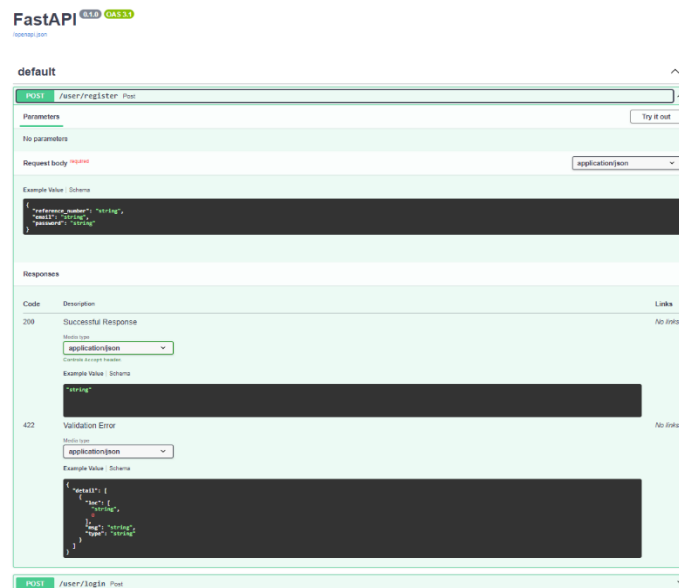 FastAPI 0.1.0 OAS 3.1
/openapi.json
default
POST /user/register Post
Parameters
Try it out
No parameters
Request body required
application/json
Example Value | Schema
{
"reference_number": "string",
"email": "string",
"password": "string"
}
Responses
Code Description Links
200 Successful Response No links
Media type
application/json
Controls Accept header.
Example Value | Schema
"string"
422 Validation Error No links
Media type
application/json
Example Value | Schema
{
"detail": [
{
"loc": [
"string",
0
],
"msg": "string",
"type": "string"
}
]
}
POST /user/login Post